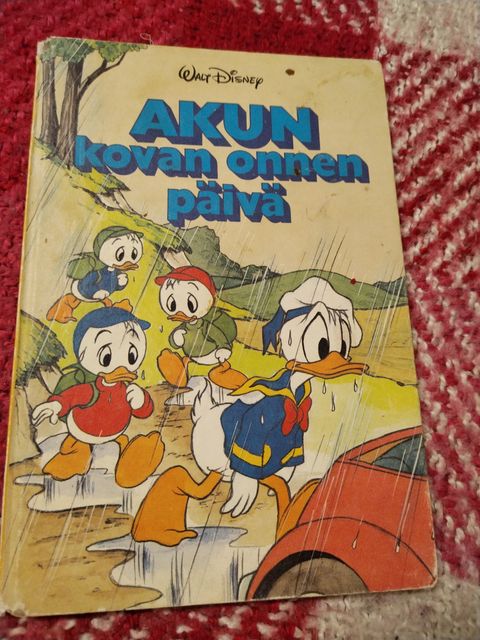 WALT DISNEY
AKUN
kovan onnen
päivä